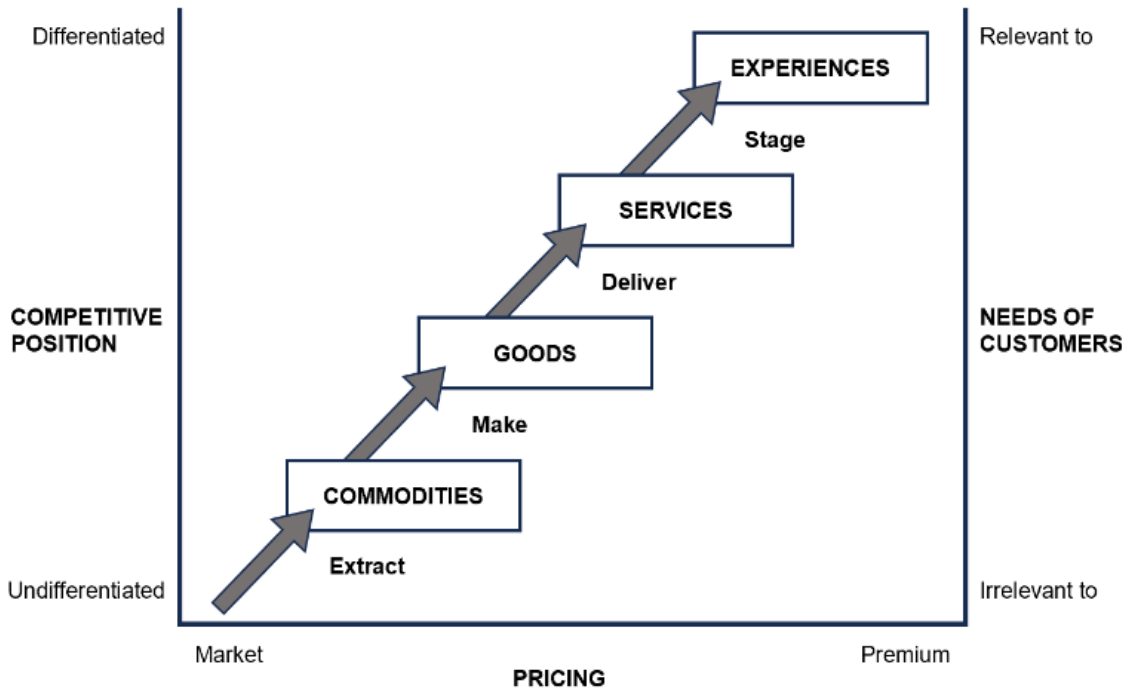 Differentiated
Relevant to
EXPERIENCES
Stage
SERVICES
Deliver
COMPETITIVE
POSITION
NEEDS OF
CUSTOMERS
GOODS
Make
COMMODITIES
Extract
Undifferentiated
Irrelevant to
Market
Premium
PRICING